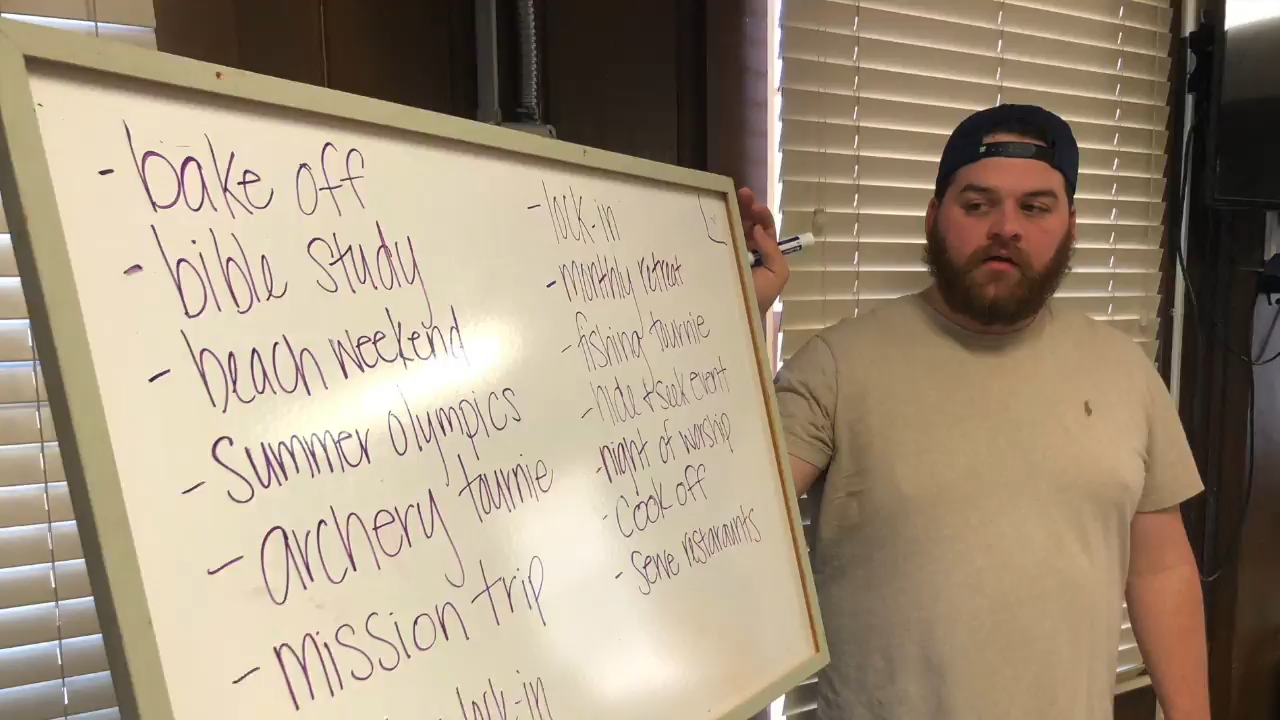 - bake off
- bible study
- beach weekend
- Summer olympics
- archery tournie
- mission trip
lock-in
- lock-in
- monthly retreat
- fishing tournie
- hide + seek event
- night of worship
- Cook off
- serve restaraunts